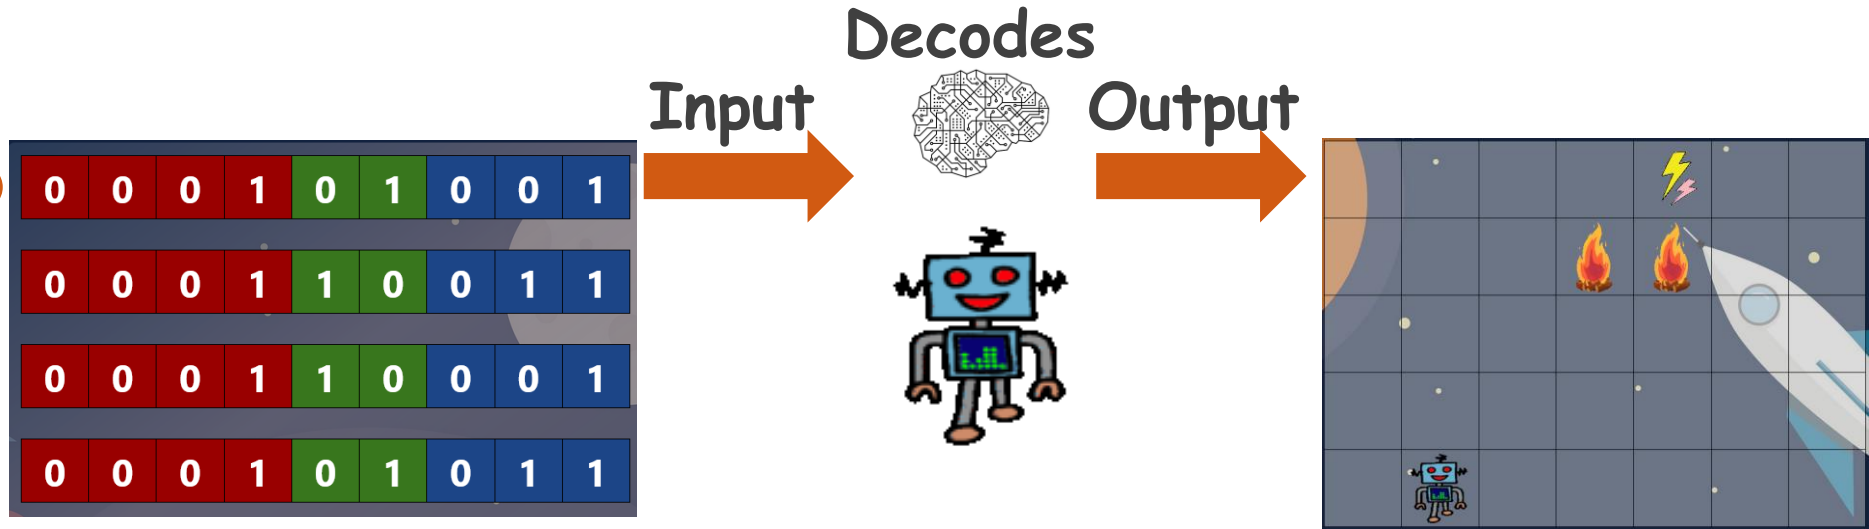 Decodes
Input
Output
0 0 0 1 0 1 0 0 1
0 0 0 1 1 0 0 1 1
0 0 0 1 1 0 0 0 1
0 0 0 1 0 1 0 1 1